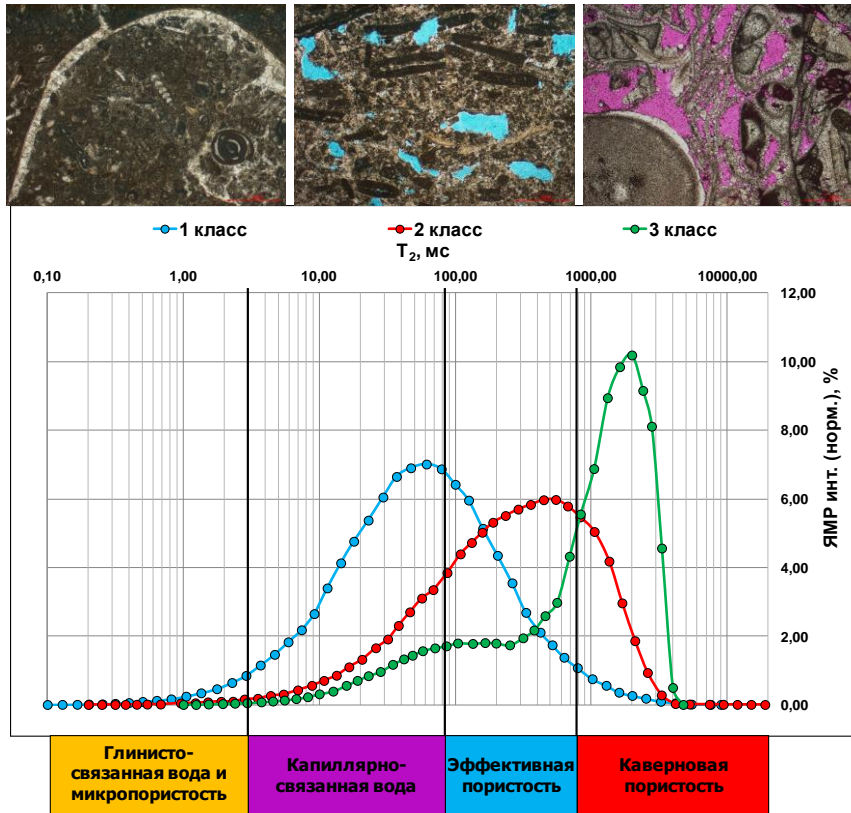 1 класс 2 класс 3 класс
T2, мс
0,10 1,00 10,00 100,00 1000,00 10000,00
12,00
10,00
8,00
6,00
4,00
2,00
0,00
ЯМР инт. (норм.), %
Глинисто-
связанная вода и
микропористость
Капиллярно-
связанная вода
Эффективная
пористость
Каверновая
пористость